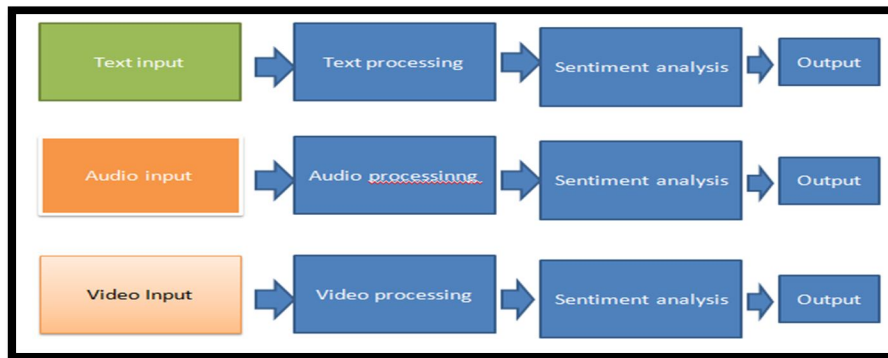 Text input
Text processing
Sentiment analysis
Output
Audio input
Audio processinng
Sentiment analysis
Output
Video Input
Video processing
Sentiment analysis
Output